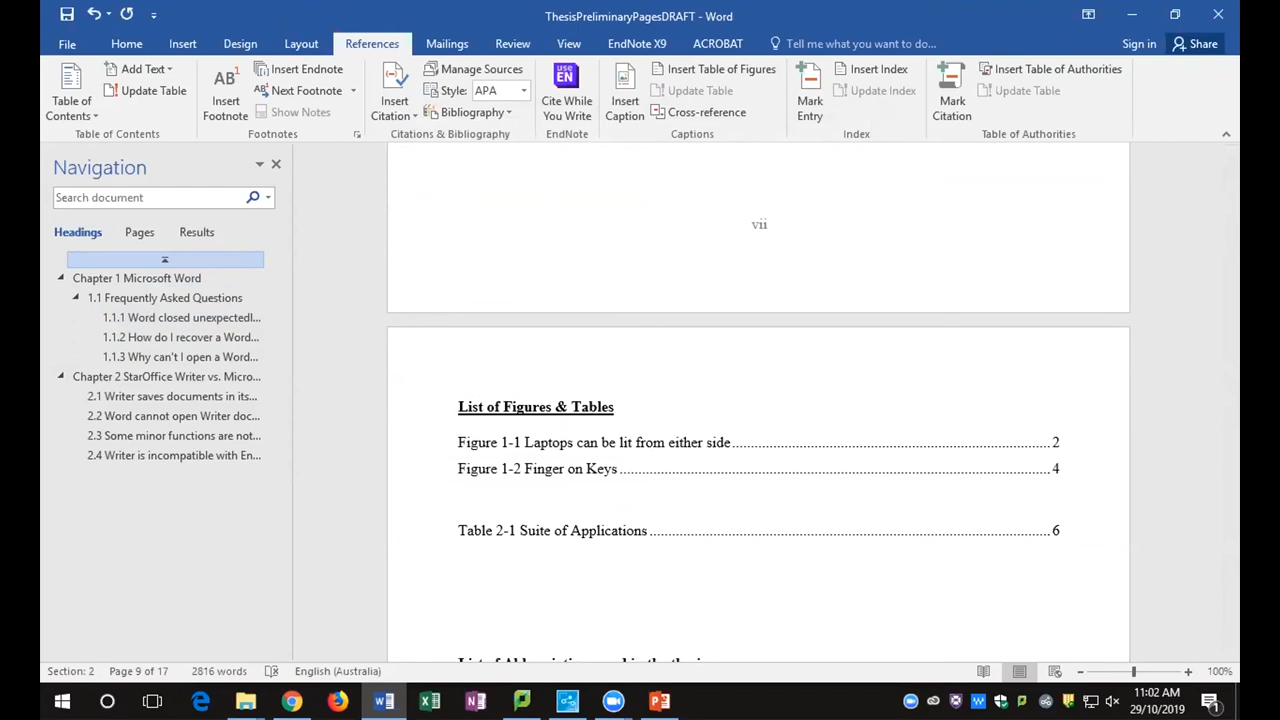 ThesisPreliminaryPagesDRAFT - Word
File Home Insert Design Layout References Mailings Review View EndNote X9 ACROBAT Tell me what you want to do... Sign in Share
Table of Contents
Add Text
Update Table
Table of Contents
AB1
Insert Footnote
Insert Endnote
Next Footnote
Show Notes
Footnotes
Insert Citation
Manage Sources
Style: APA
Bibliography
Citations & Bibliography
use
EN
Cite While You Write
EndNote
Insert Caption
Insert Table of Figures
Update Table
Cross-reference
Captions
Mark Entry
Insert Index
Update Index
Index
Mark Citation
Insert Table of Authorities
Update Table
Table of Authorities
Navigation
Search document
Headings Pages Results
Chapter 1 Microsoft Word
1.1 Frequently Asked Questions
1.1.1 Word closed unexpectedl...
1.1.2 How do I recover a Word...
1.1.3 Why can't I open a Word...
Chapter 2 StarOffice Writer vs. Micro...
2.1 Writer saves documents in its...
2.2 Word cannot open Writer doc...
2.3 Some minor functions are not...
2.4 Writer is incompatible with En...
vii
List of Figures & Tables
Figure 1-1 Laptops can be lit from either side 2
Figure 1-2 Finger on Keys 4
Table 2-1 Suite of Applications 6
Section: 2 Page 9 of 17 2816 words English (Australia) 100%
11:02 AM
29/10/2019